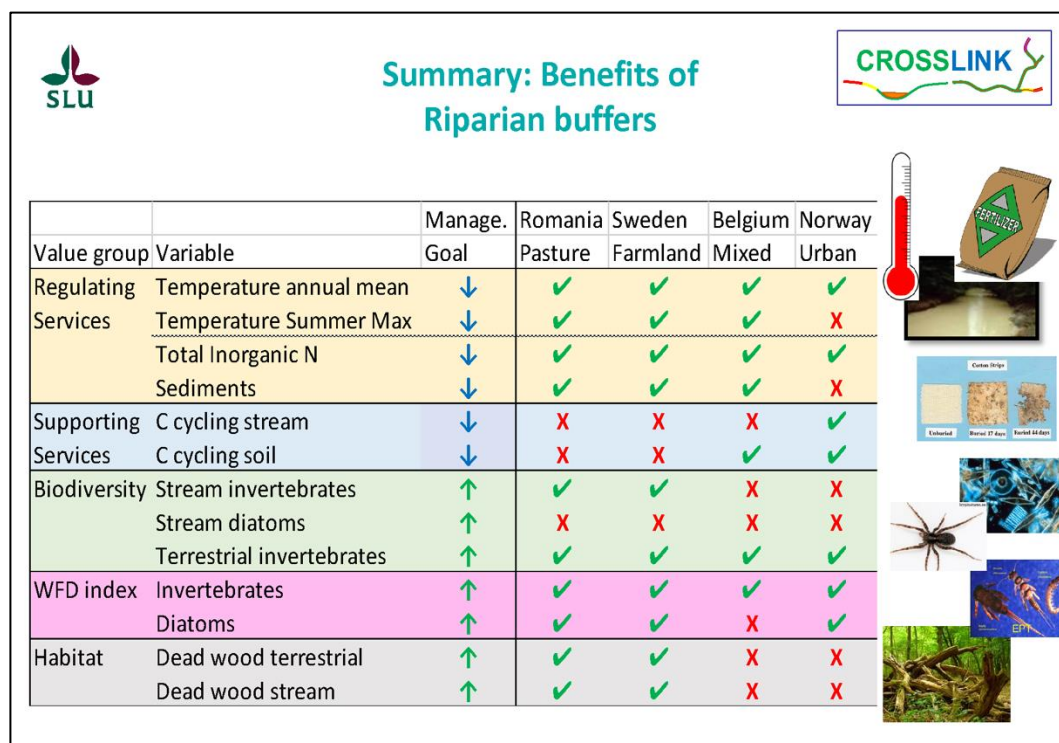 SLU
Summary: Benefits of
Riparian buffers
CROSSLINK
Manage. Romania Sweden Belgium Norway
Value group Variable Goal Pasture Farmland Mixed Urban
Regulating Temperature annual mean ↓ ✔ ✔ ✔ ✔
Services Temperature Summer Max ↓ ✔ ✔ ✔ X
Total Inorganic N ↓ ✔ ✔ ✔ ✔
Sediments ↓ ✔ ✔ ✔ X
Supporting C cycling stream ↓ X X X ✔
Services C cycling soil ↓ X X ✔ ✔
Biodiversity Stream invertebrates ↑ ✔ ✔ X X
Stream diatoms ↑ X X X X
Terrestrial invertebrates ↑ ✔ ✔ ✔ ✔
WFD index Invertebrates ↑ ✔ ✔ ✔ ✔
Diatoms ↑ ✔ ✔ X ✔
Habitat Dead wood terrestrial ↑ ✔ ✔ X X
Dead wood stream ↑ ✔ ✔ X X
FERTILIZER
Cotton Strips
Unburied Buried 17 days Buried 44 days
EPT